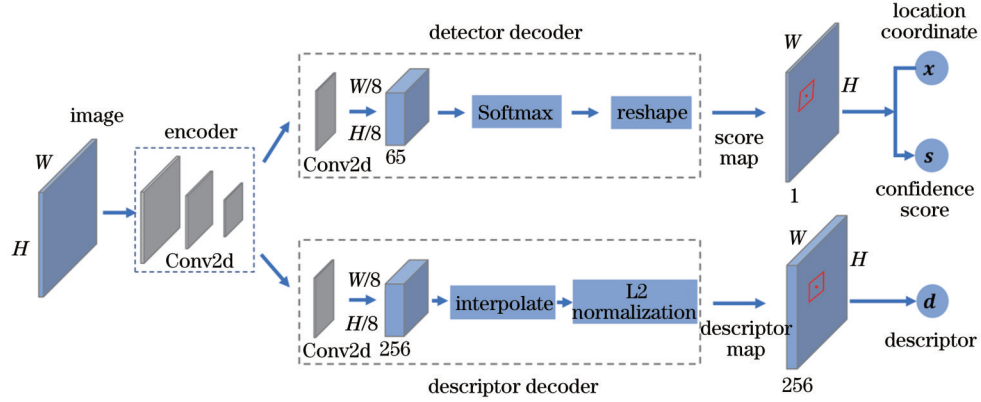 image
W
H
encoder
Conv2d
detector decoder
Conv2d
W/8
H/8
65
Softmax
reshape
score
map
W
H
1
location
coordinate
x
s
confidence
score
descriptor decoder
Conv2d
W/8
H/8
256
interpolate
L2
normalization
descriptor
map
W
H
256
d
descriptor